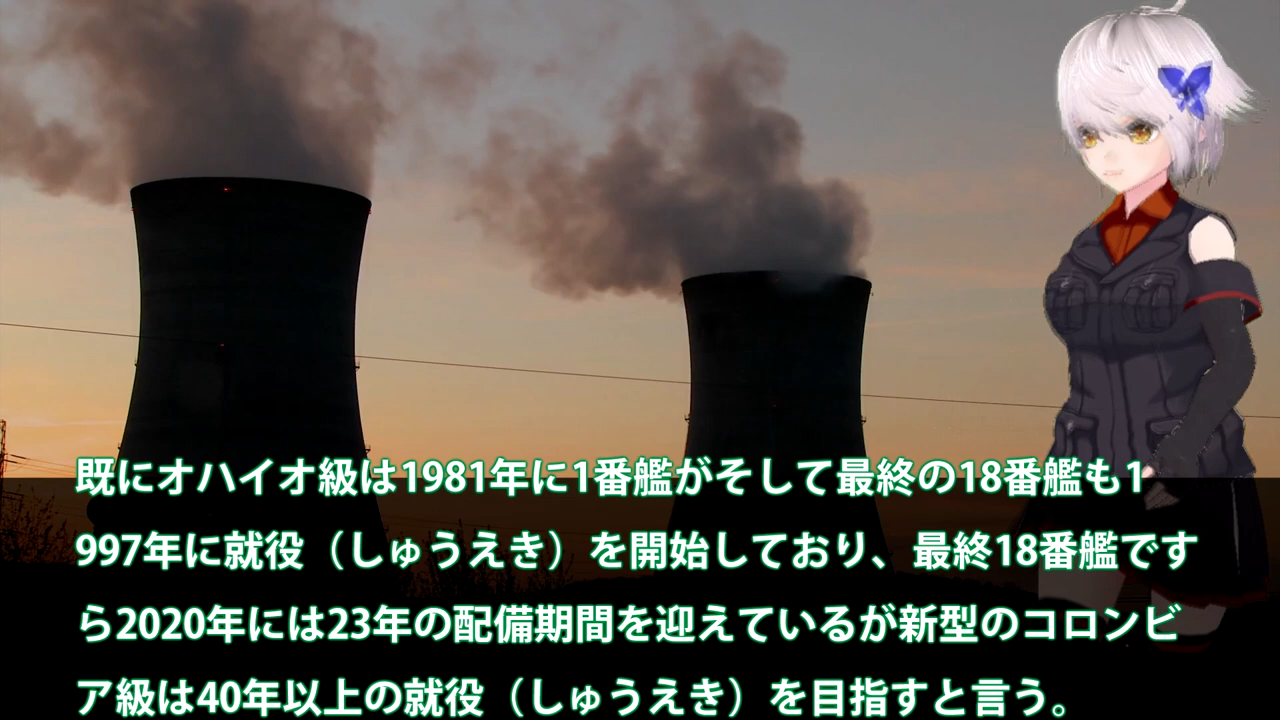 既にオハイオ級は1981年に1番艦がそして最終の18番艦も1
997年に就役（しゅうえき）を開始しており、最終18番艦です
ら2020年には23年の配備期間を迎えているが新型のコロンビ
ア級は40年以上の就役（しゅうえき）を目指すと言う。